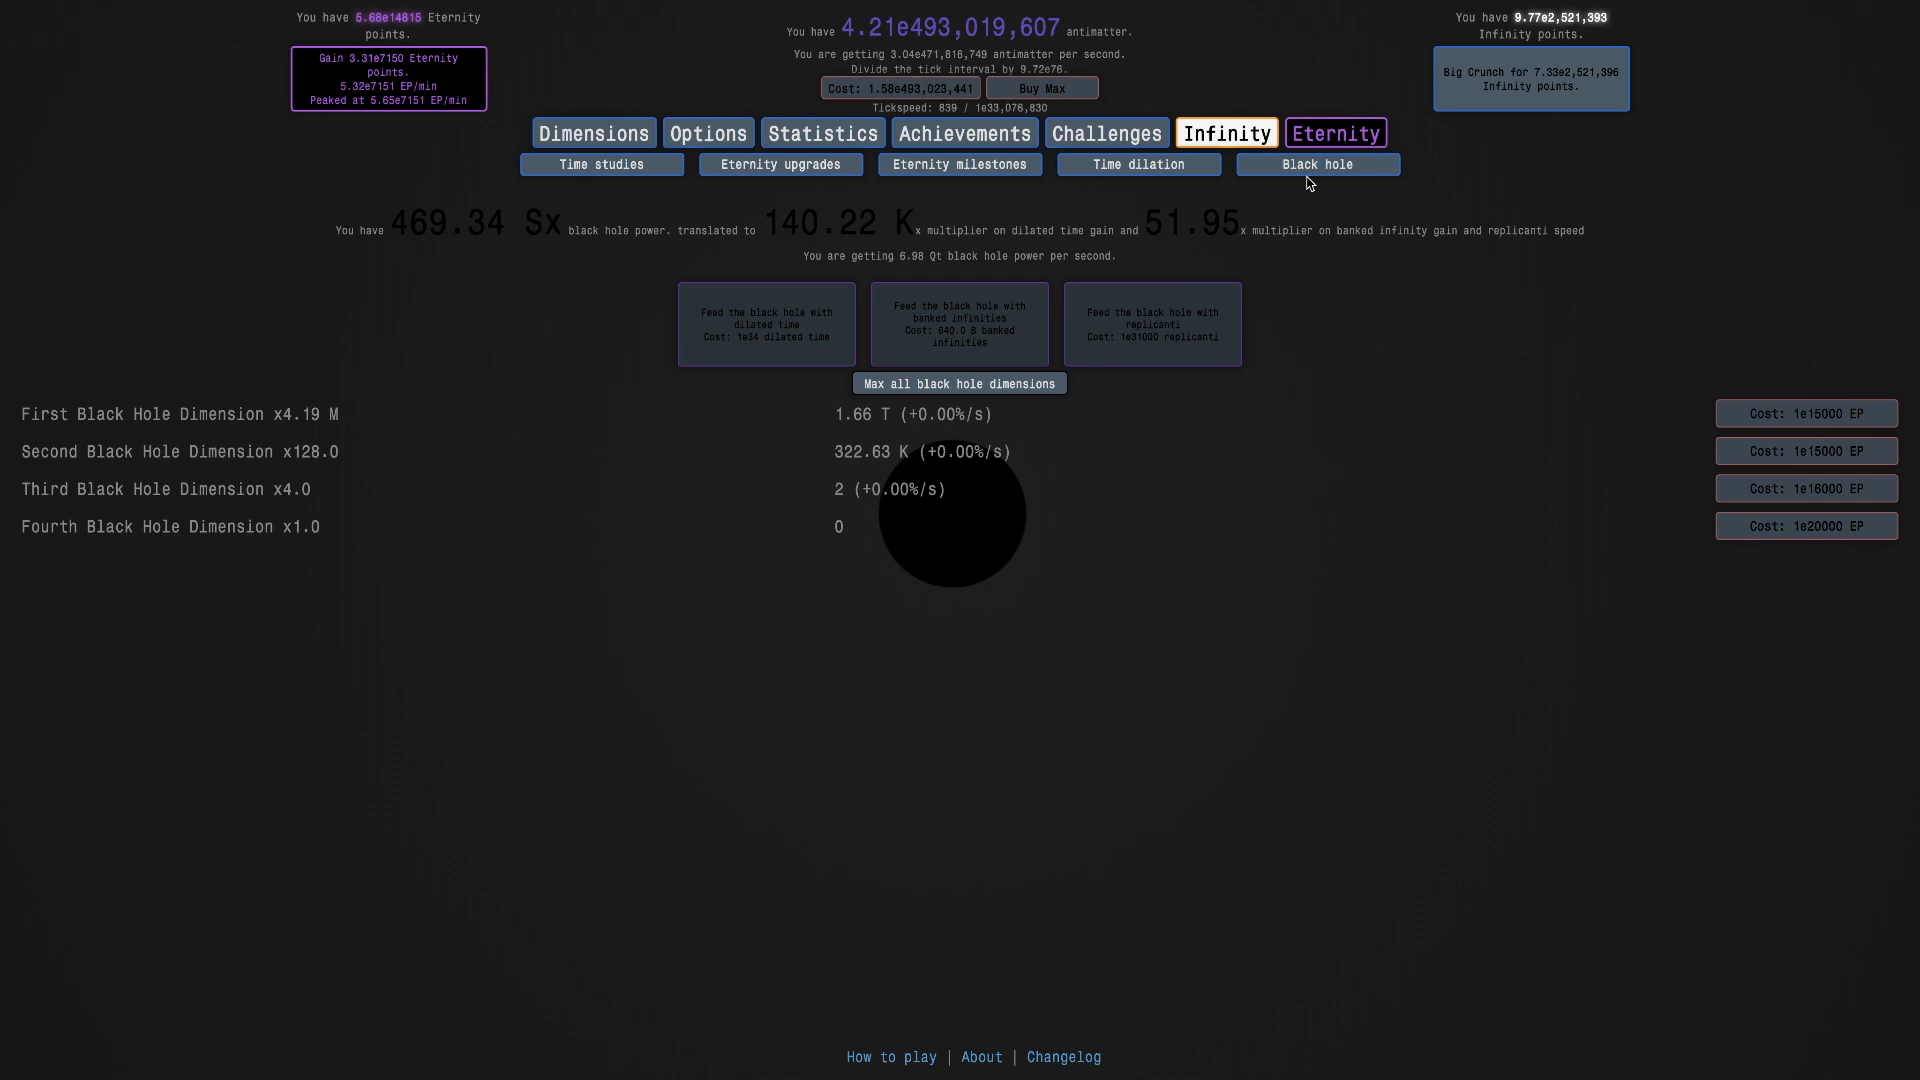 You have 5.68e14815 Eternity
points.
Gain 3.31e7150 Eternity
points.
5.32e7151 EP/min
Peaked at 5.65e7151 EP/min
You have 4.21e493,019,607 antimatter.
You are getting 3.04e471,816,749 antimatter per second.
Divide the tick interval by 9.72e76.
Cost: 1.58e493,023,441
Buy Max
Tickspeed: 839 / 1e33,076,830
You have 9.77e2,521,393
Infinity points.
Big Crunch for 7.33e2,521,396
Infinity points.
Dimensions
Options
Statistics
Achievements
Challenges
Infinity
Eternity
Time studies
Eternity upgrades
Eternity milestones
Time dilation
Black hole
You have 469.34 Sx black hole power. translated to 140.22 Kx multiplier on dilated time gain and 51.95x multiplier on banked infinity gain and replicanti speed
You are getting 6.98 Qt black hole power per second.
Feed the black hole with
dilated time
Cost: 1e34 dilated time
Feed the black hole with
banked infinities
Cost: 640.0 B banked
infinities
Feed the black hole with
replicanti
Cost: 1e31000 replicanti
Max all black hole dimensions
First Black Hole Dimension x4.19 M
1.66 T (+0.00%/s)
Cost: 1e15000 EP
Second Black Hole Dimension x128.0
322.63 K (+0.00%/s)
Cost: 1e15000 EP
Third Black Hole Dimension x4.0
2 (+0.00%/s)
Cost: 1e16000 EP
Fourth Black Hole Dimension x1.0
0
Cost: 1e20000 EP
How to play | About | Changelog